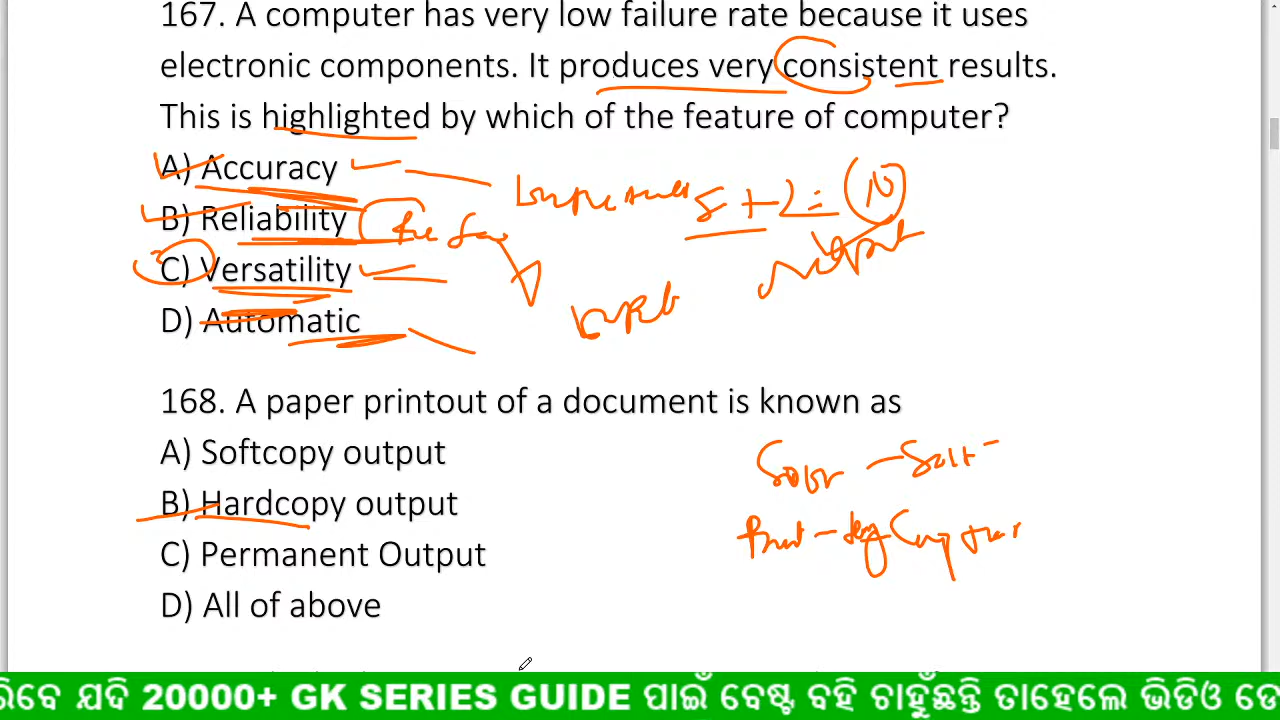 167. A computer has very low failure rate because it uses
electronic components. It produces very consistent results.
This is highlighted by which of the feature of computer?
A) Accuracy
B) Reliability
C) Versatility
D) Automatic
+ 2 = 10
168. A paper printout of a document is known as
A) Softcopy output
B) Hardcopy output
C) Permanent Output
D) All of above
ରିବେ ଯଦି 20000+ GK SERIES GUIDE ପାଇଁ ବେଷ୍ଟ ବହି ଚାହୁଁଛନ୍ତି ତାହେଲେ ଭିଡିଓ ଡେ